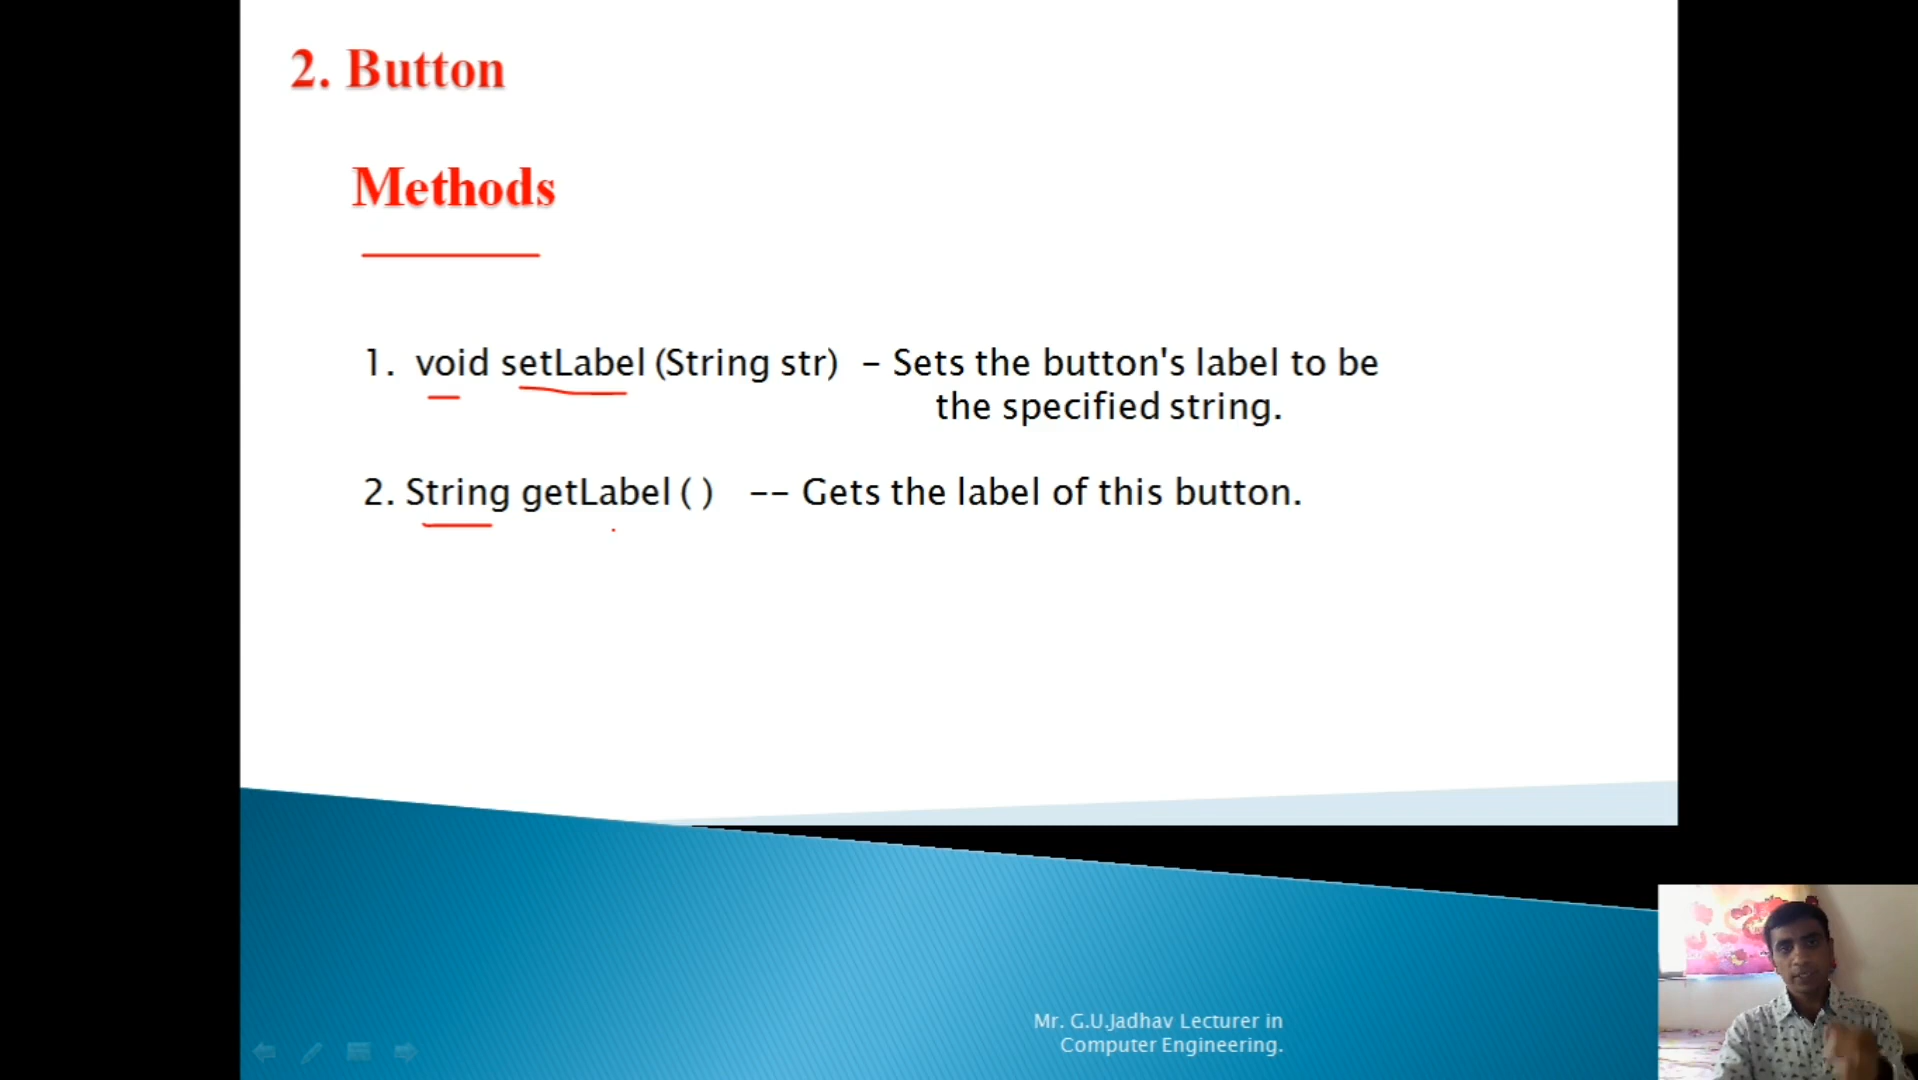 2. Button
Methods
1. void setLabel (String str) – Sets the button's label to be
the specified string.
2. String getLabel ( ) -- Gets the label of this button.
Mr. G.U.Jadhav Lecturer in
Computer Engineering.